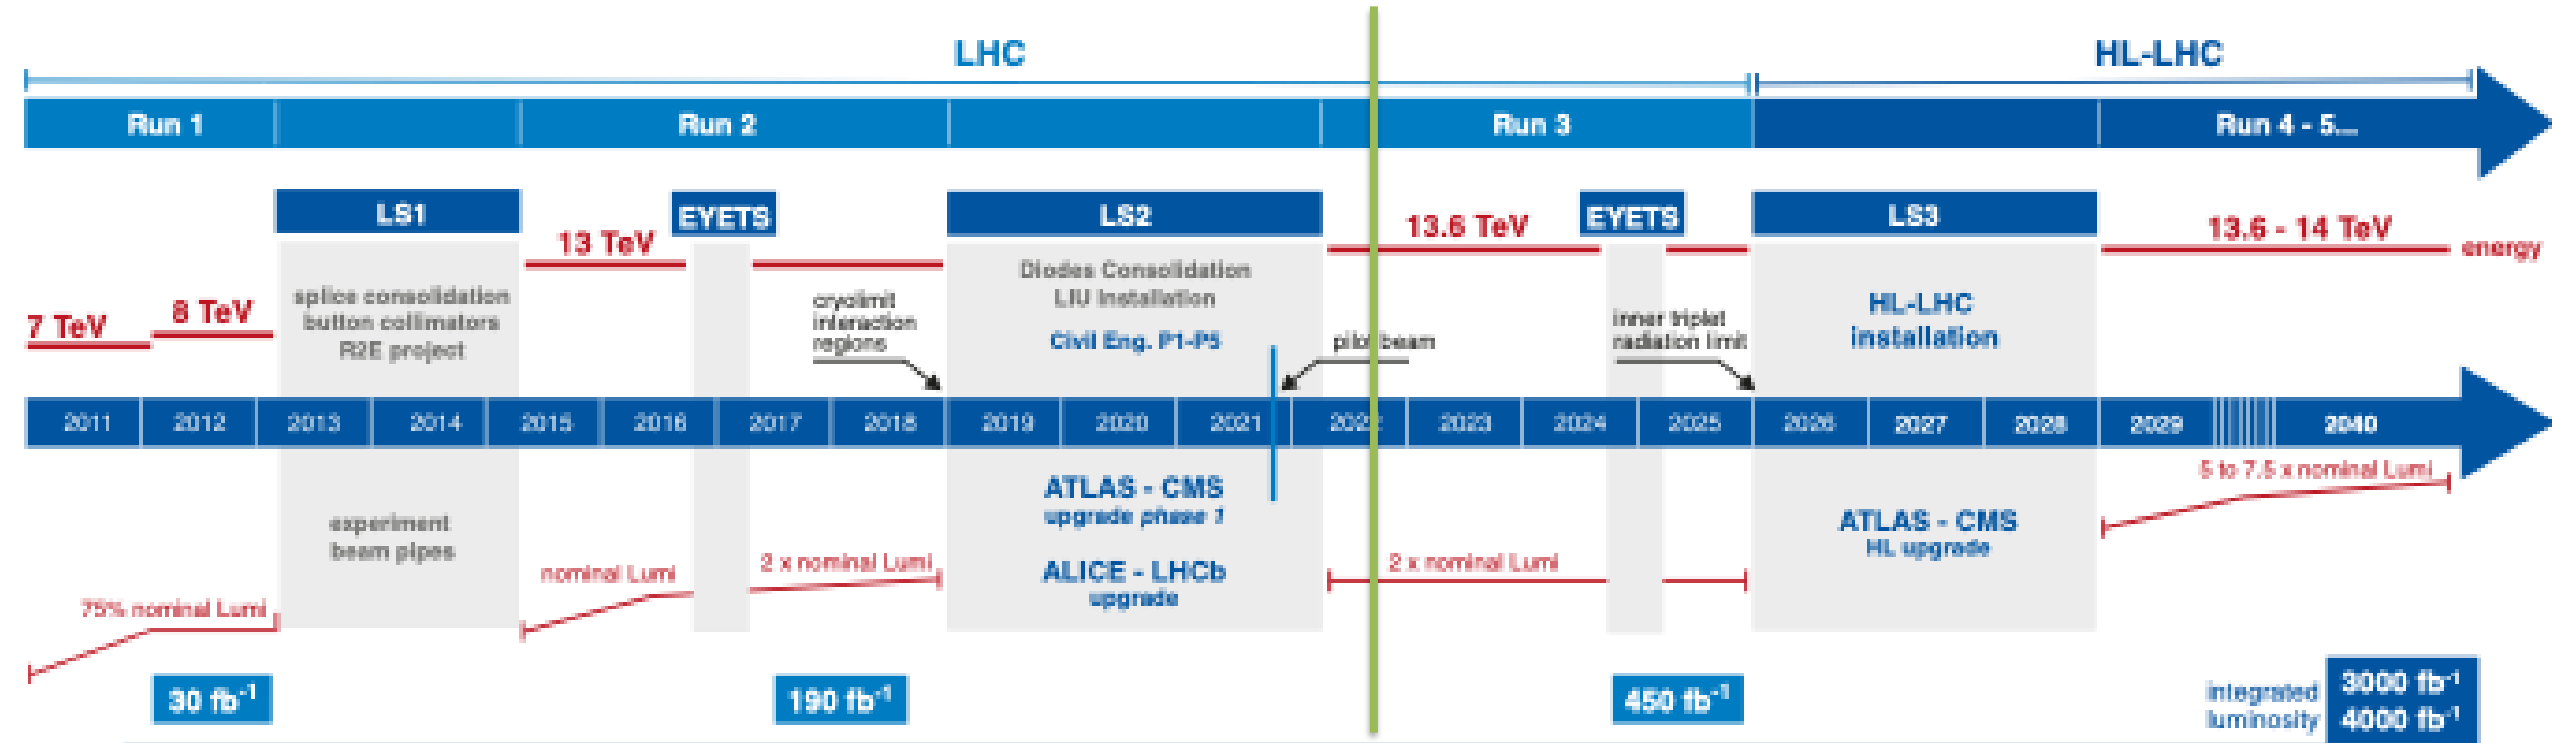 LHC
HL-LHC
Run 1
Run 2
Run 3
Run 4 - 5...
LS1
EYETS
LS2
EYETS
LS3
13 TeV
13.6 TeV
13.6 - 14 TeV
energy
7 TeV
8 TeV
splice consolidation
button collimators
R2E project
cryolimit
interaction
regions
Diodes Consolidation
LIU Installation
Civil Eng. P1-P5
pilot beam
inner triplet
radiation limit
HL-LHC
installation
2011
2012
2013
2014
2015
2016
2017
2018
2019
2020
2021
2022
2023
2024
2025
2026
2027
2028
2029
2040
experiment
beam pipes
75% nominal Lumi
nominal Lumi
2 x nominal Lumi
ATLAS - CMS
upgrade phase 1
ALICE - LHCb
upgrade
2 x nominal Lumi
ATLAS - CMS
HL upgrade
5 to 7.5 x nominal Lumi
30 fb⁻¹
190 fb⁻¹
450 fb⁻¹
integrated
luminosity
3000 fb⁻¹
4000 fb⁻¹